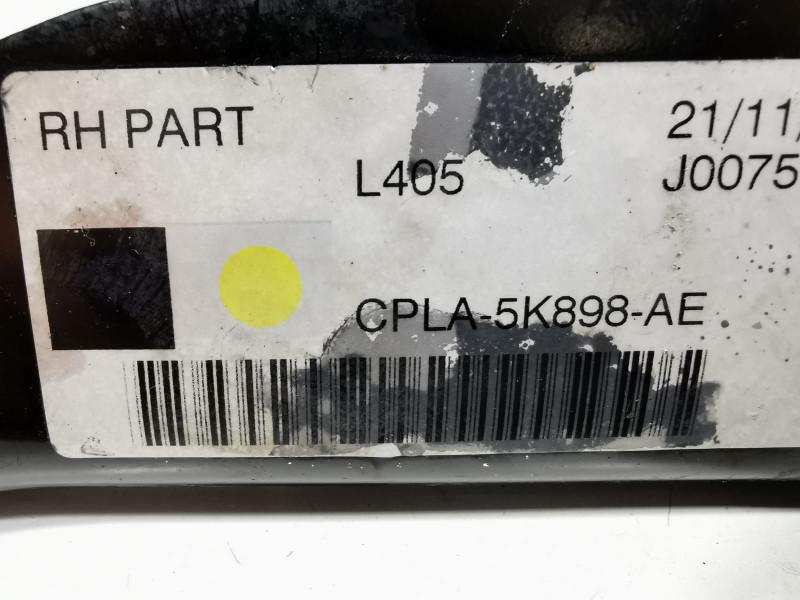 RH PART
21/11
L405
J0075
CPLA-5K898-AE